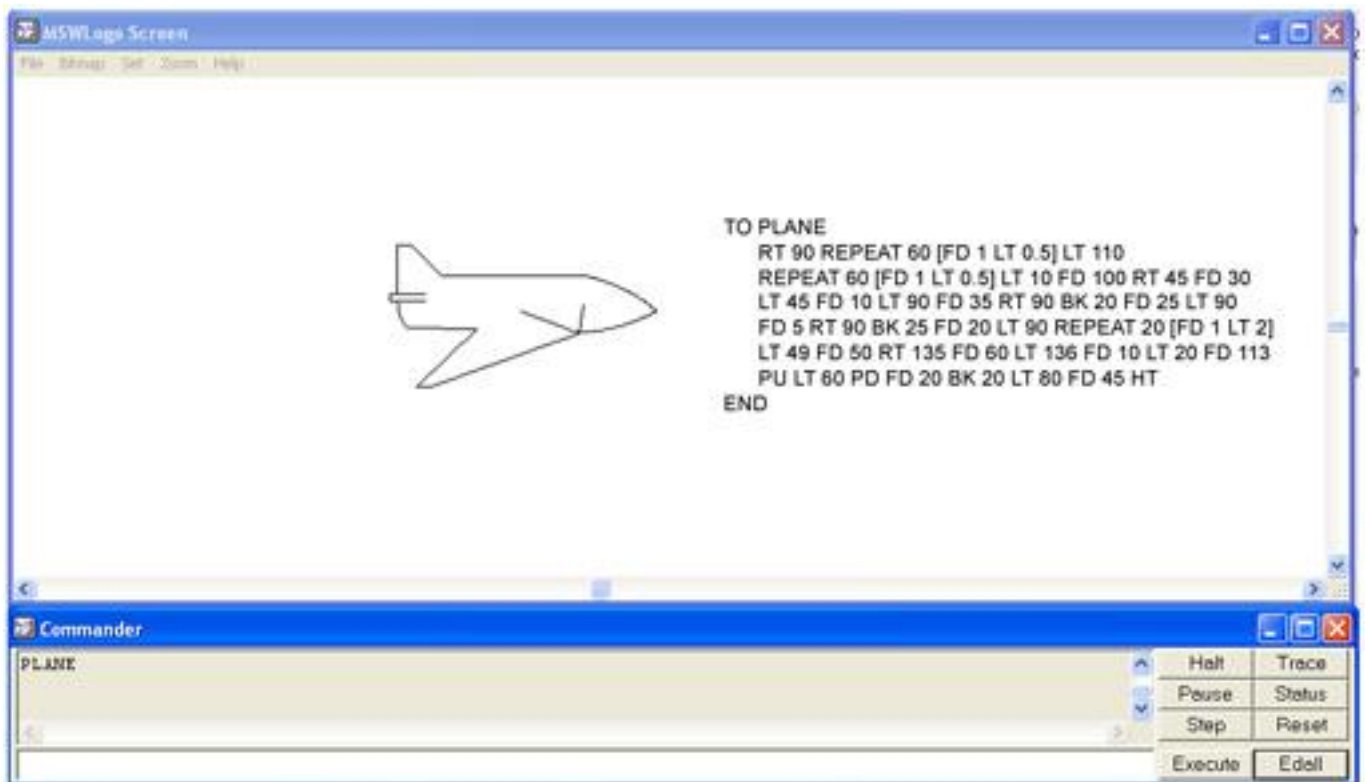 MSWLogo Screen
File Bitmap Set Zoom Help
TO PLANE
RT 90 REPEAT 60 [FD 1 LT 0.5] LT 110
REPEAT 60 [FD 1 LT 0.5] LT 10 FD 100 RT 45 FD 30
LT 45 FD 10 LT 90 FD 35 RT 90 BK 20 FD 25 LT 90
FD 5 RT 90 BK 25 FD 20 LT 90 REPEAT 20 [FD 1 LT 2]
LT 49 FD 50 RT 135 FD 60 LT 136 FD 10 LT 20 FD 113
PU LT 60 PD FD 20 BK 20 LT 80 FD 45 HT
END
Commander
PLANE
Halt Trace
Pause Status
Step Reset
Execute Edall